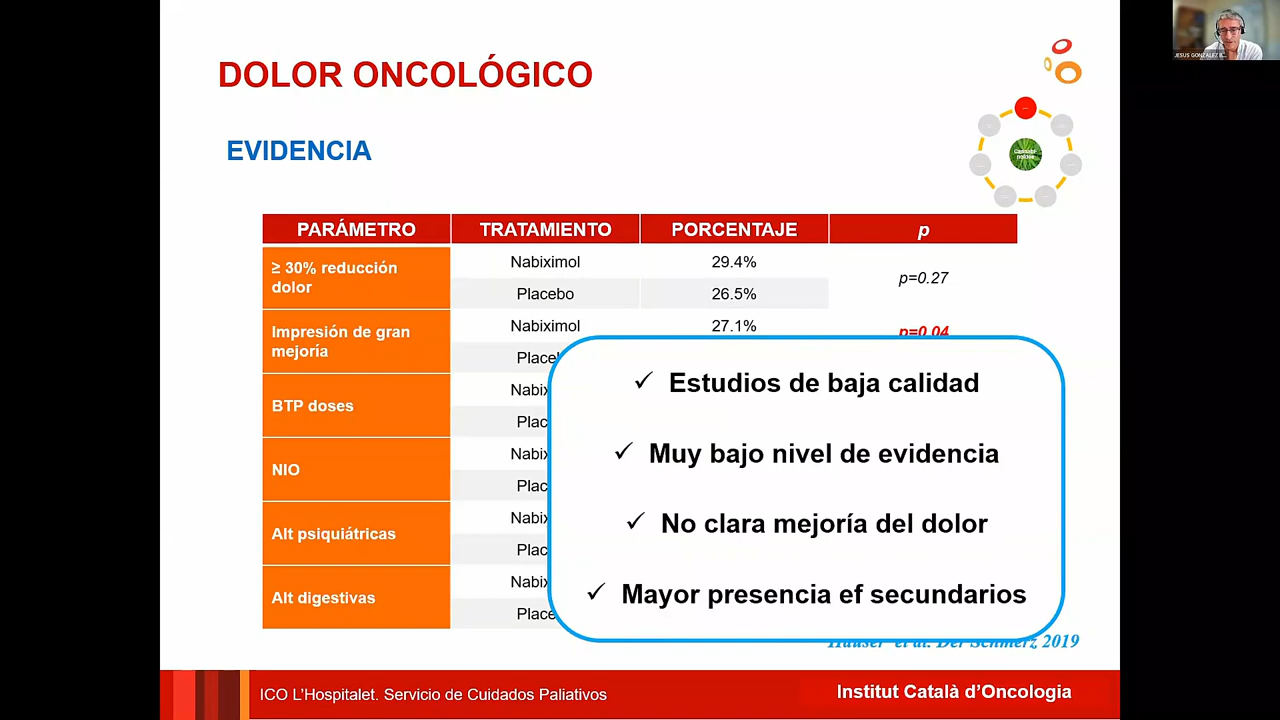 JESUS GONZALEZ B...
DOLOR ONCOLÓGICO
EVIDENCIA
PARÁMETRO TRATAMIENTO PORCENTAJE p
≥ 30% reducción
dolor
Nabiximol 29.4%
Placebo 26.5%
p=0.27
Impresión de gran
mejoría
Nabiximol 27.1%
p=0.04
BTP doses
NIO
Alt psiquiátricas
Alt digestivas
✓ Estudios de baja calidad
✓ Muy bajo nivel de evidencia
✓ No clara mejoría del dolor
✓ Mayor presencia ef secundarios
Häuser et al. Der Schmerz 2019
ICO L'Hospitalet. Servicio de Cuidados Paliativos
Institut Català d'Oncologia